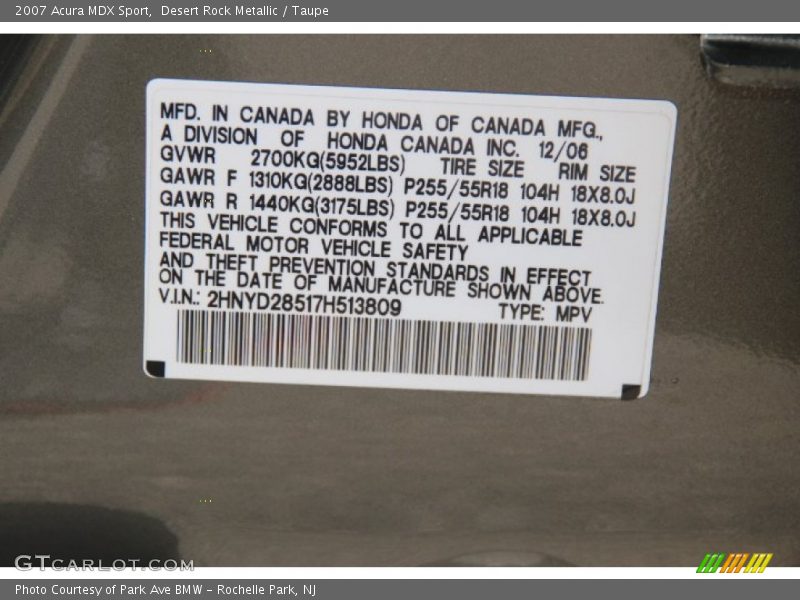 2007 Acura MDX Sport,  Desert Rock Metallic / Taupe
MFD. IN CANADA BY HONDA OF CANADA MFG.,
A DIVISION OF HONDA CANADA INC. 12/06
GVWR 2700KG(5952LBS) TIRE SIZE RIM SIZE
GAWR F 1310KG(2888LBS) P255/55R18 104H 18X8.0J
GAWR R 1440KG(3175LBS) P255/55R18 104H 18X8.0J
THIS VEHICLE CONFORMS TO ALL APPLICABLE
FEDERAL MOTOR VEHICLE SAFETY
AND THEFT PREVENTION STANDARDS IN EFFECT
ON THE DATE OF MANUFACTURE SHOWN ABOVE.
V.I.N.: 2HNYD28517H513809 TYPE: MPV
GTCARLOT.COM
Photo Courtesy of Park Ave BMW - Rochelle Park, NJ